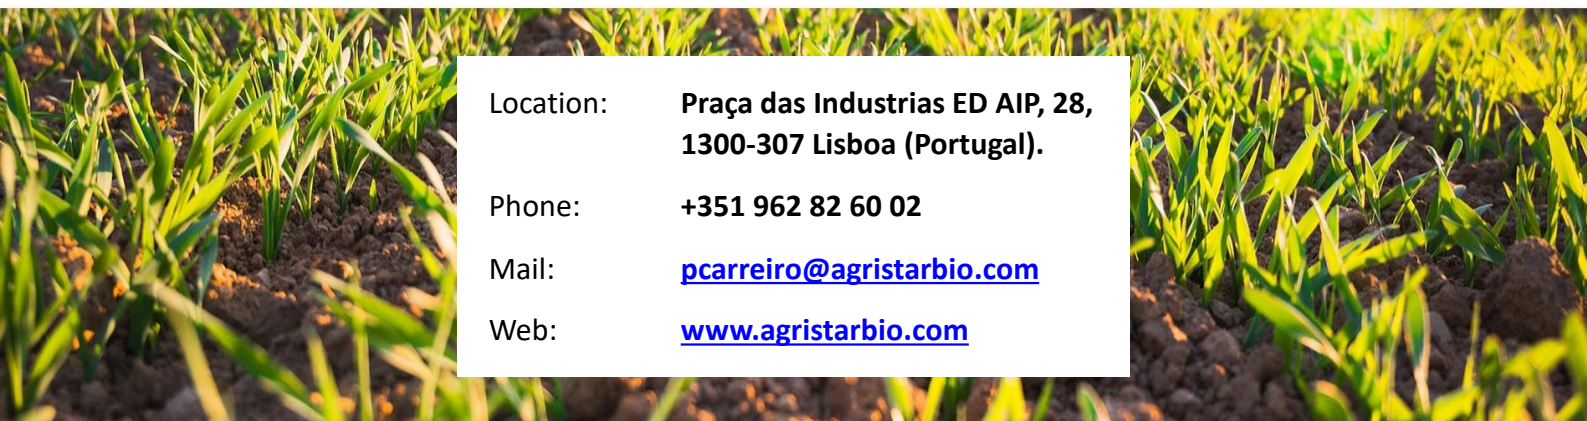 Location: Praça das Industrias ED AIP, 28,
1300-307 Lisboa (Portugal).
Phone: +351 962 82 60 02
Mail: pcarreiro@agristarbio.com
Web: www.agristarbio.com